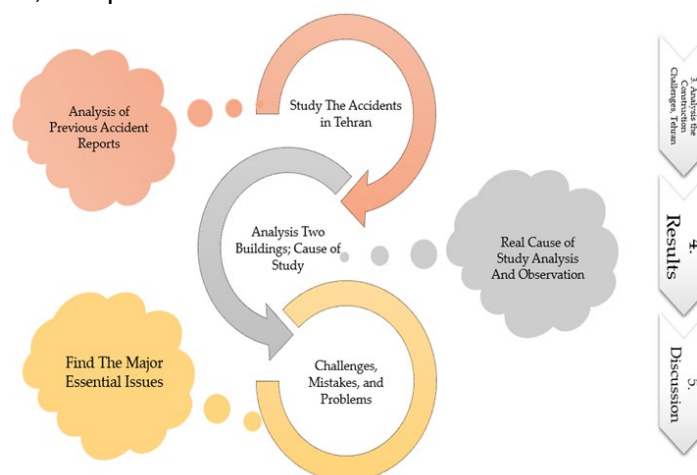 Analysis of
Previous Accident
Reports
Study The Accidents
in Tehran
Analysis Two
Buildings; Cause of
Study
Real Cause of
Study Analysis
And Observation
Find The Major
Essential Issues
Challenges,
Mistakes, and
Problems
3. Analysis the
Construction
Challenges, Tehran
4.
Results
5.
Discussion